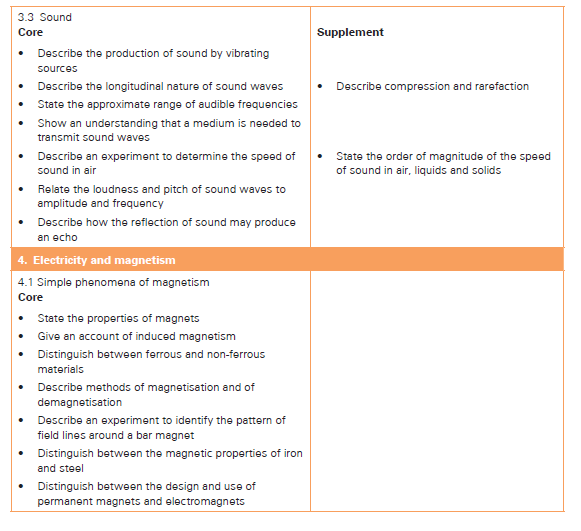 3.3 Sound
Core
Supplement
• Describe the production of sound by vibrating
sources
• Describe the longitudinal nature of sound waves
• Describe compression and rarefaction
• State the approximate range of audible frequencies
• Show an understanding that a medium is needed to
transmit sound waves
• Describe an experiment to determine the speed of
sound in air
• State the order of magnitude of the speed
of sound in air, liquids and solids
• Relate the loudness and pitch of sound waves to
amplitude and frequency
• Describe how the reflection of sound may produce
an echo
4. Electricity and magnetism
4.1 Simple phenomena of magnetism
Core
• State the properties of magnets
• Give an account of induced magnetism
• Distinguish between ferrous and non-ferrous
materials
• Describe methods of magnetisation and of
demagnetisation
• Describe an experiment to identify the pattern of
field lines around a bar magnet
• Distinguish between the magnetic properties of iron
and steel
• Distinguish between the design and use of
permanent magnets and electromagnets